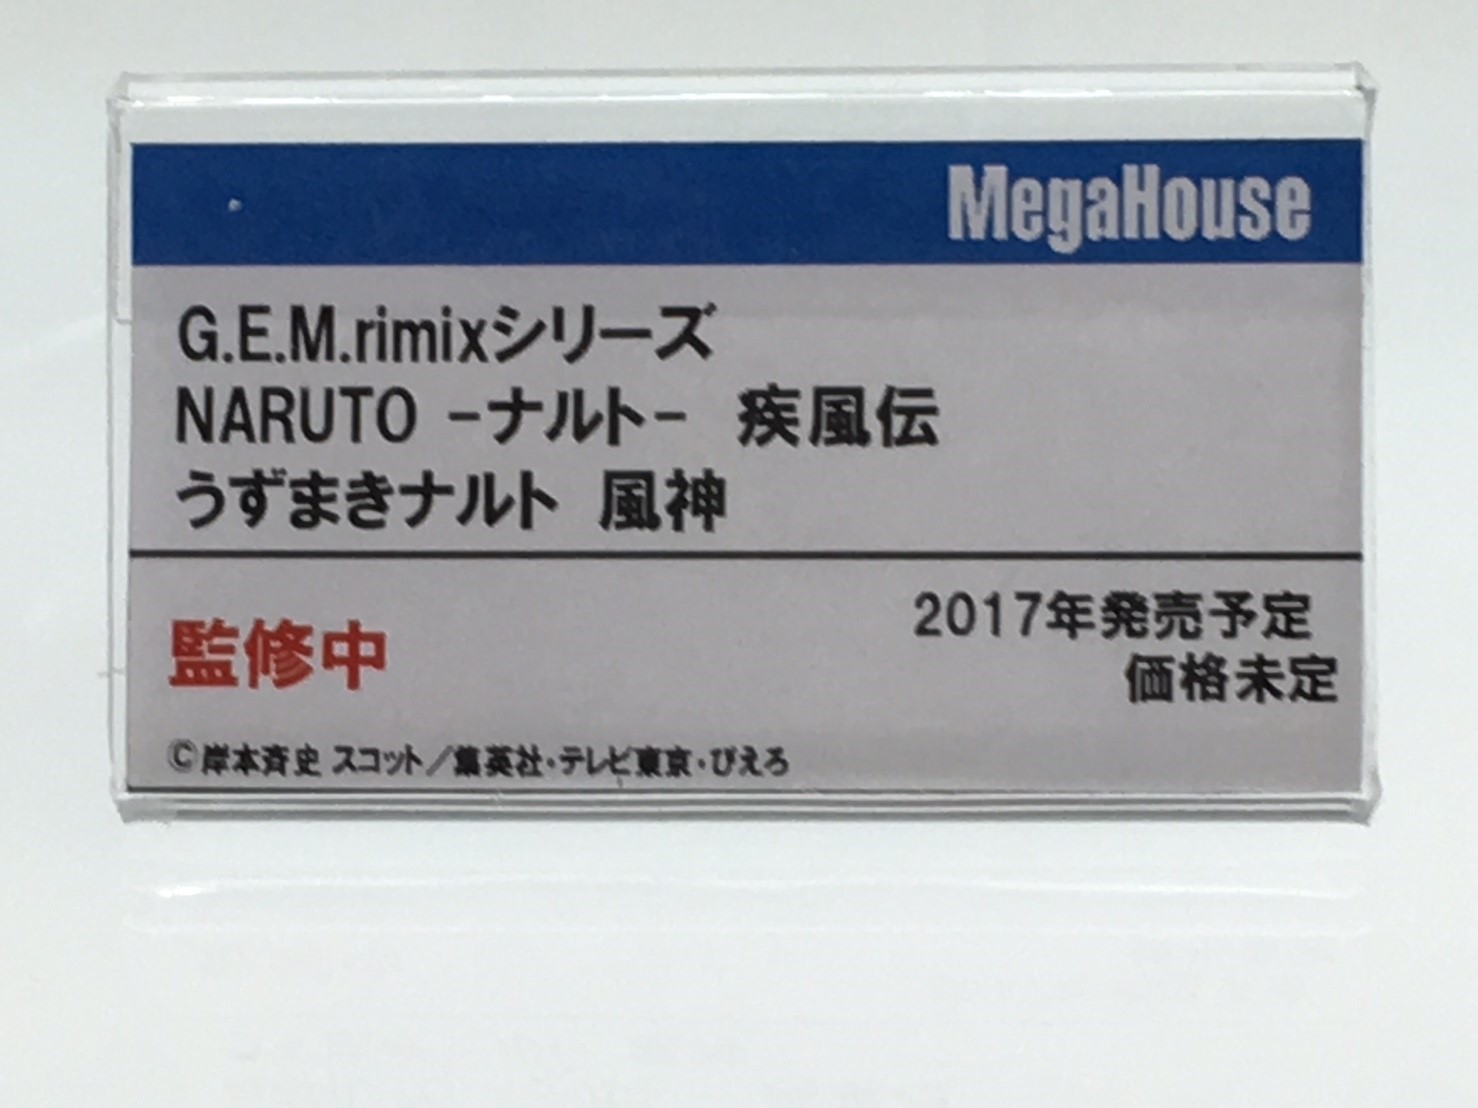 MegaHouse
G.E.M.rimixシリーズ
NARUTO -ナルト- 疾風伝
うずまきナルト 風神
監修中
2017年発売予定
価格未定
©岸本斉史 スコット／集英社・テレビ東京・ぴえろ